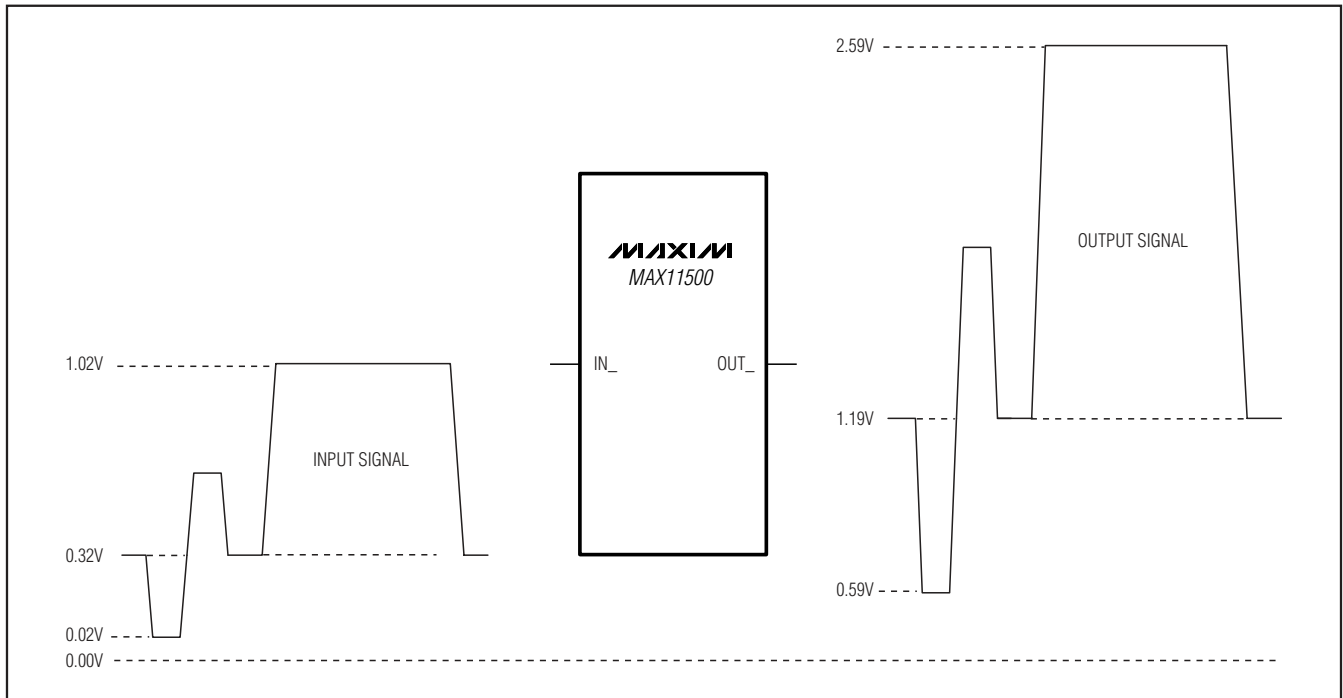 2.59V
OUTPUT SIGNAL
MAXIM
MAX11500
1.02V
IN_
OUT_
1.19V
INPUT SIGNAL
0.32V
0.59V
0.02V
0.00V